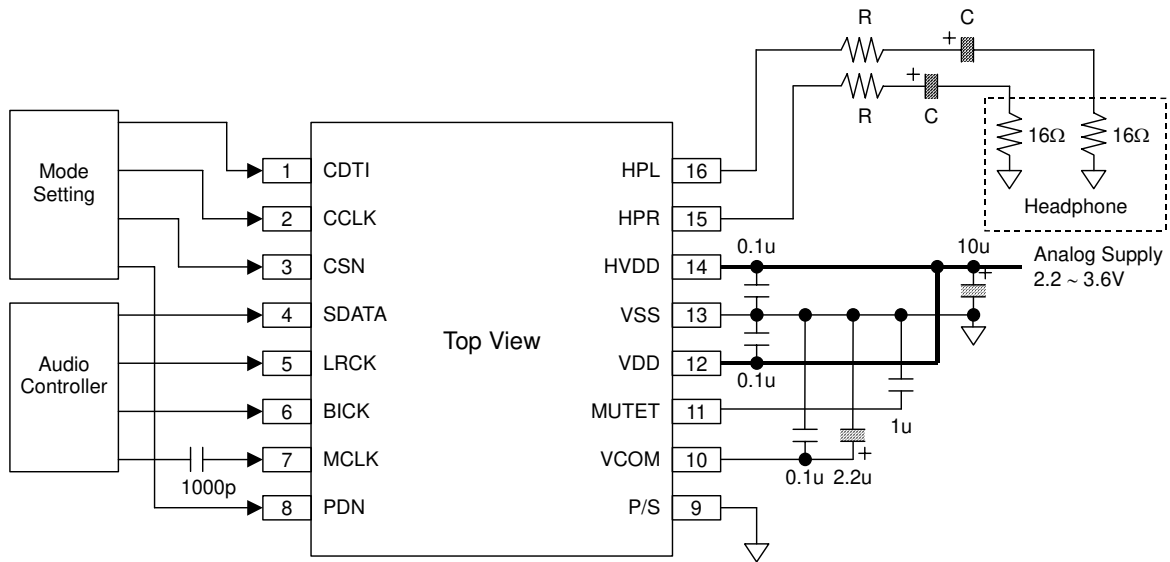 R
C
+
+
R
C
16Ω
16Ω
Headphone
Mode
Setting
Audio
Controller
1000p
1
CDTI
2
CCLK
3
CSN
4
SDATA
5
LRCK
6
BICK
7
MCLK
8
PDN
Top View
HPL
16
HPR
15
HVDD
14
VSS
13
VDD
12
MUTET
11
VCOM
10
P/S
9
0.1u
10u
+
Analog Supply
2.2 ~ 3.6V
0.1u
1u
+
0.1u
2.2u